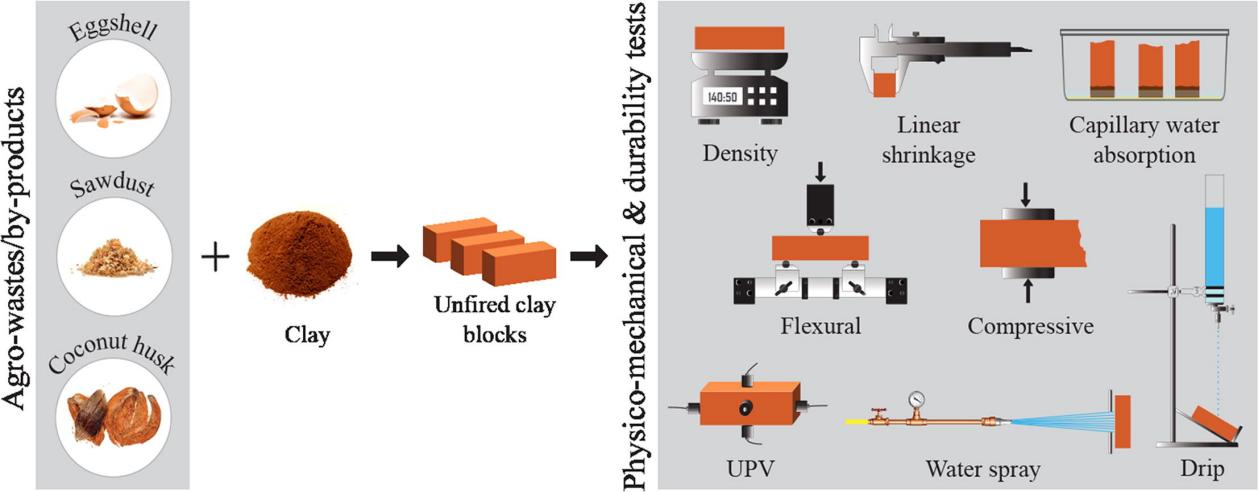 Agro-wastes/by-products
Eggshell
Sawdust
Coconut husk
+
Clay
Unfired clay
blocks
Physico-mechanical & durability tests
140:50
Density
Linear
shrinkage
Capillary water
absorption
Flexural
Compressive
UPV
Water spray
Drip